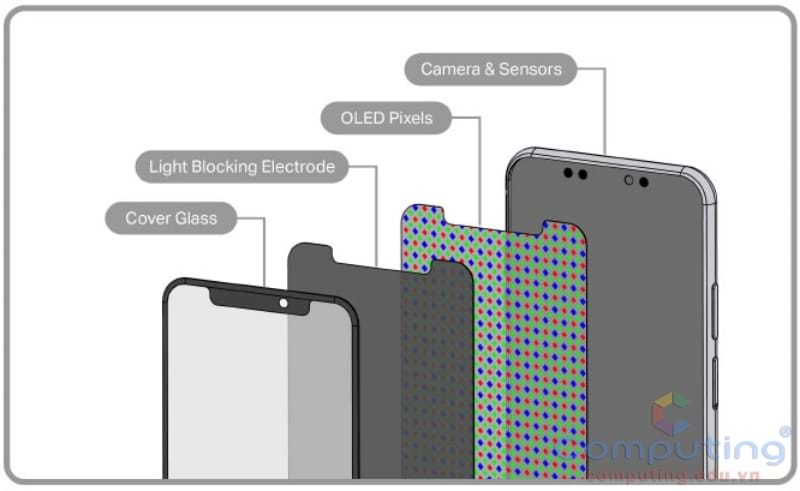 Camera & Sensors
OLED Pixels
Light Blocking Electrode
Cover Glass
Computing®
computing.edu.vn